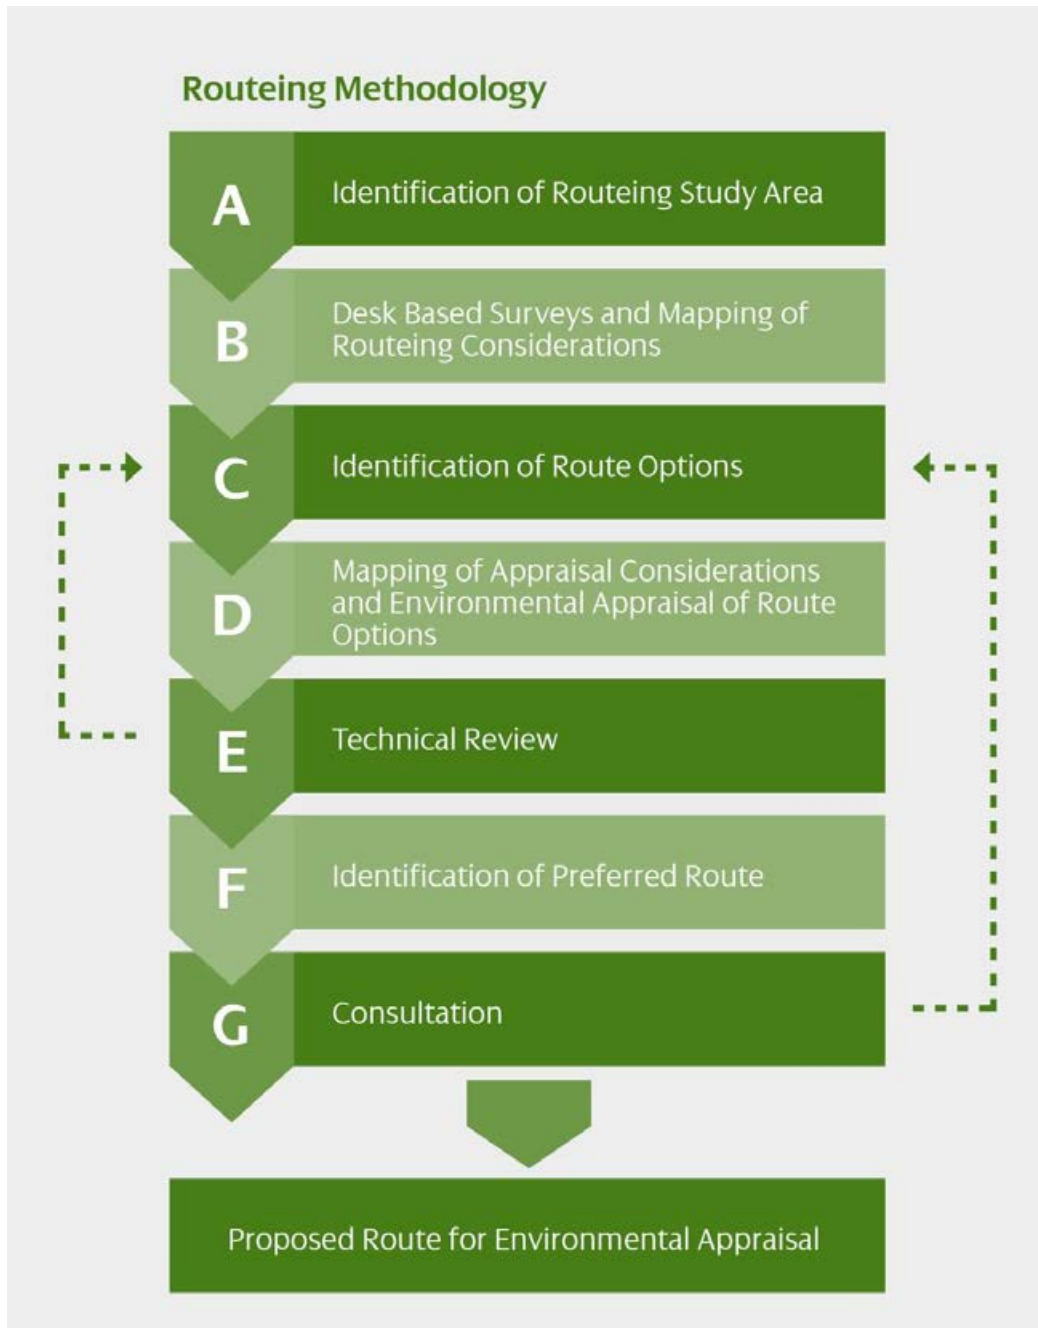 Routeing Methodology
A
Identification of Routeing Study Area
B
Desk Based Surveys and Mapping of
Routeing Considerations
C
Identification of Route Options
D
Mapping of Appraisal Considerations
and Environmental Appraisal of Route
Options
E
Technical Review
F
Identification of Preferred Route
G
Consultation
Proposed Route for Environmental Appraisal